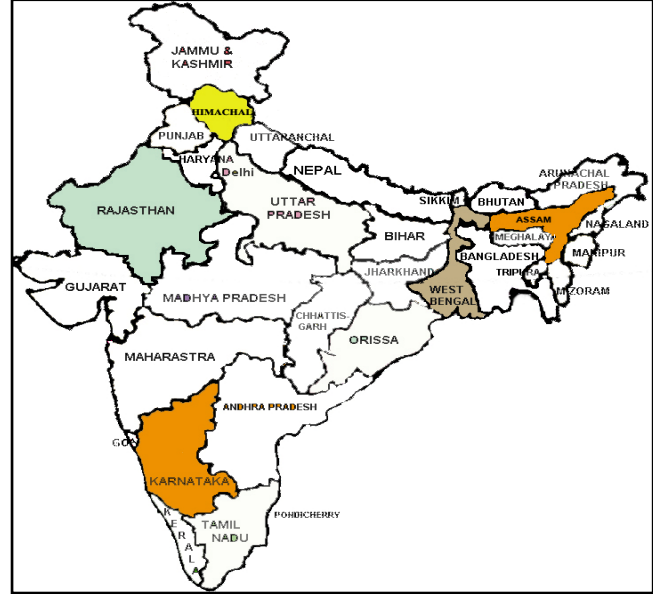 JAMMU &
KASHMIR
HIMACHAL
PUNJAB
UTTARANCHAL
HARYANA
Delhi
NEPAL
ARUNACHAL
PRADESH
RAJASTHAN
UTTAR
PRADESH
SIKKIM
BHUTAN
ASSAM
NAGALAND
BIHAR
MEGHALAYA
BANGLADESH
MANIPUR
JHARKHAND
TRIPURA
GUJARAT
MADHYA PRADESH
WEST
BENGAL
MIZORAM
CHHATTIS-
GARH
ORISSA
MAHARASTRA
ANDHRA PRADESH
GOA
KARNATAKA
KERALA
TAMIL
NADU
PONDICHERRY